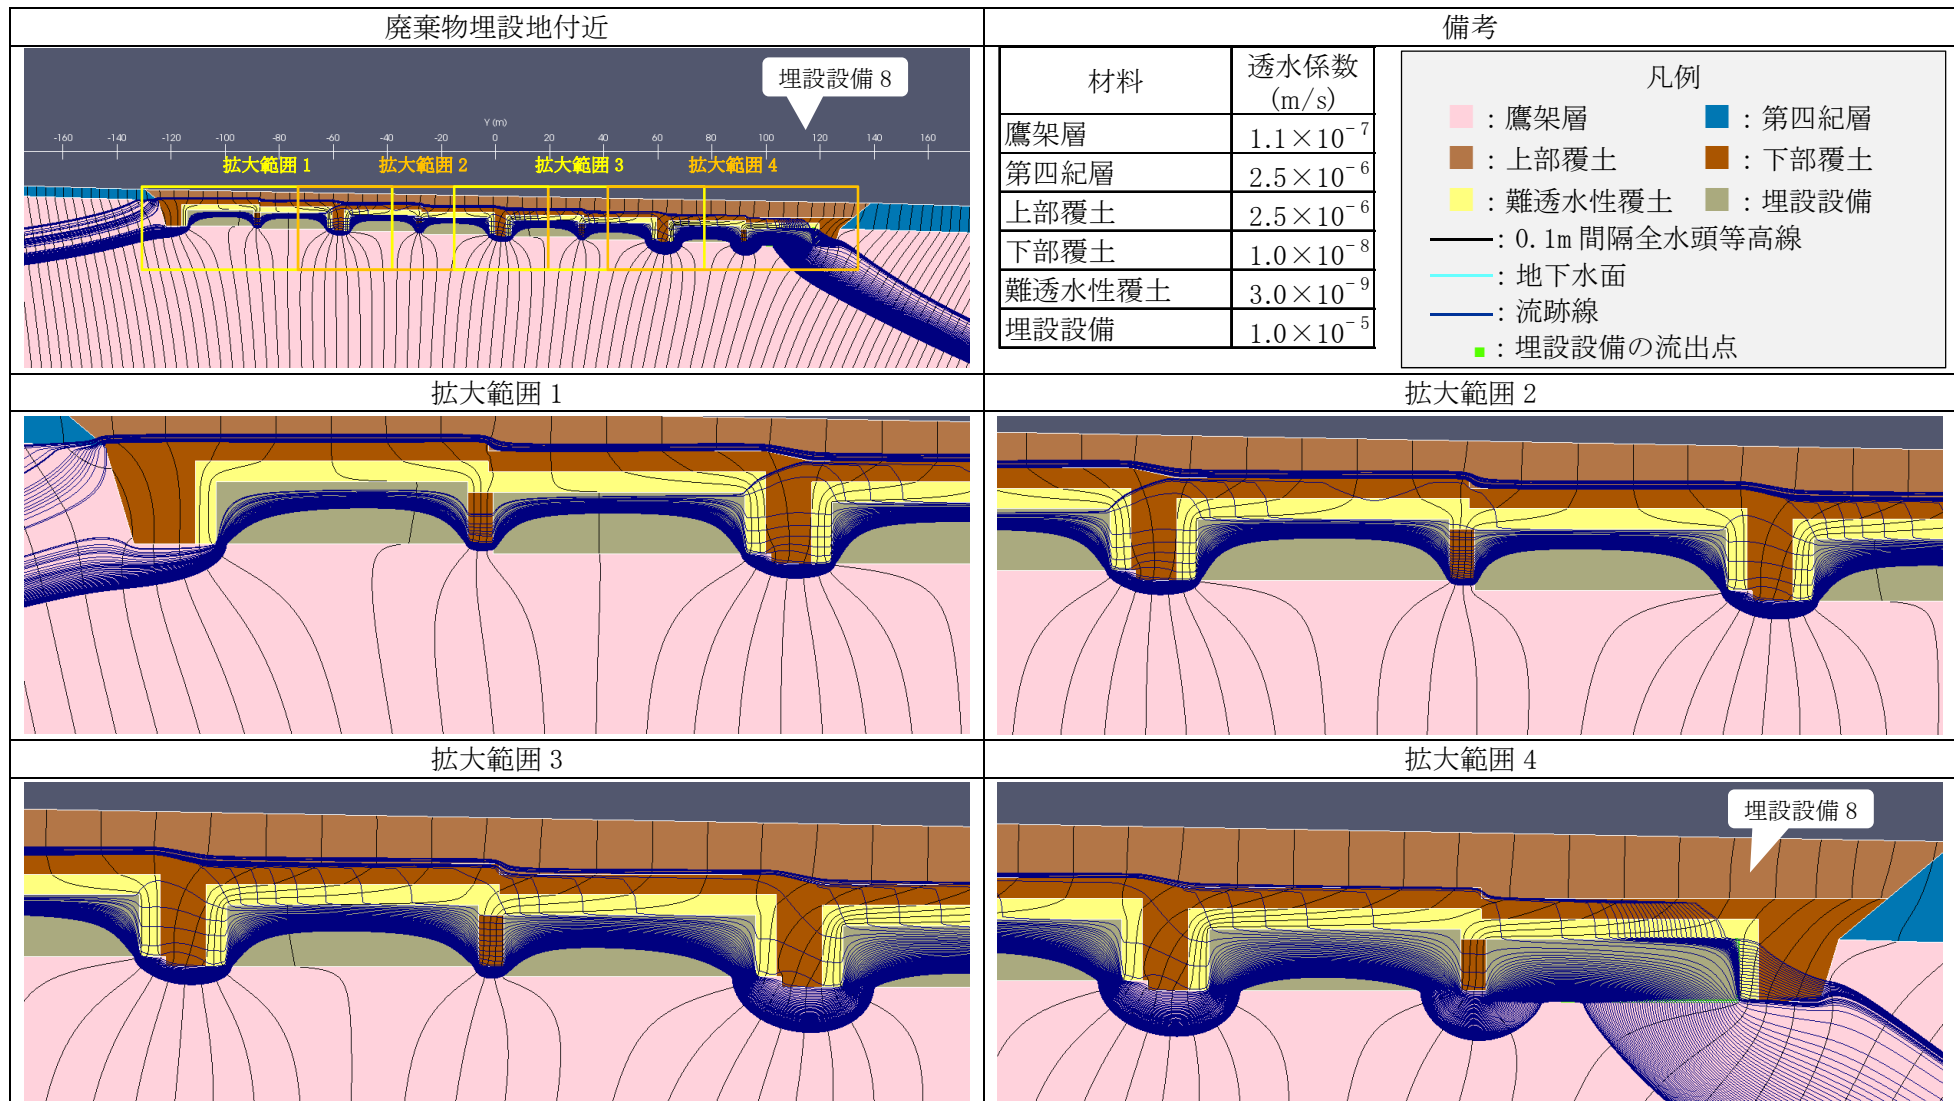 廃棄物埋設地付近
備考
埋設設備 8
Y (m)
-160 -140 -120 -100 -80 -60 -40 -20 0 20 40 60 80 100 120 140 160
拡大範囲 1 拡大範囲 2 拡大範囲 3 拡大範囲 4
材料 透水係数
(m/s)
鷹架層 1.1×10⁻⁷
第四紀層 2.5×10⁻⁶
上部覆土 2.5×10⁻⁶
下部覆土 1.0×10⁻⁸
難透水性覆土 3.0×10⁻⁹
埋設設備 1.0×10⁻⁵
凡例
：鷹架層 ：第四紀層
：上部覆土 ：下部覆土
：難透水性覆土 ：埋設設備
：0.1m 間隔全水頭等高線
：地下水面
：流跡線
：埋設設備の流出点
拡大範囲 1
拡大範囲 2
拡大範囲 3
拡大範囲 4
埋設設備 8